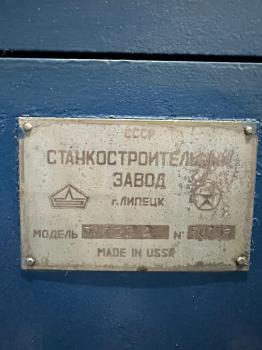 СССР
СТАНКОСТРОИТЕЛЬНЫЙ
ЗАВОД
г. ЛИПЕЦК
МОДЕЛЬ №
MADE IN USSR